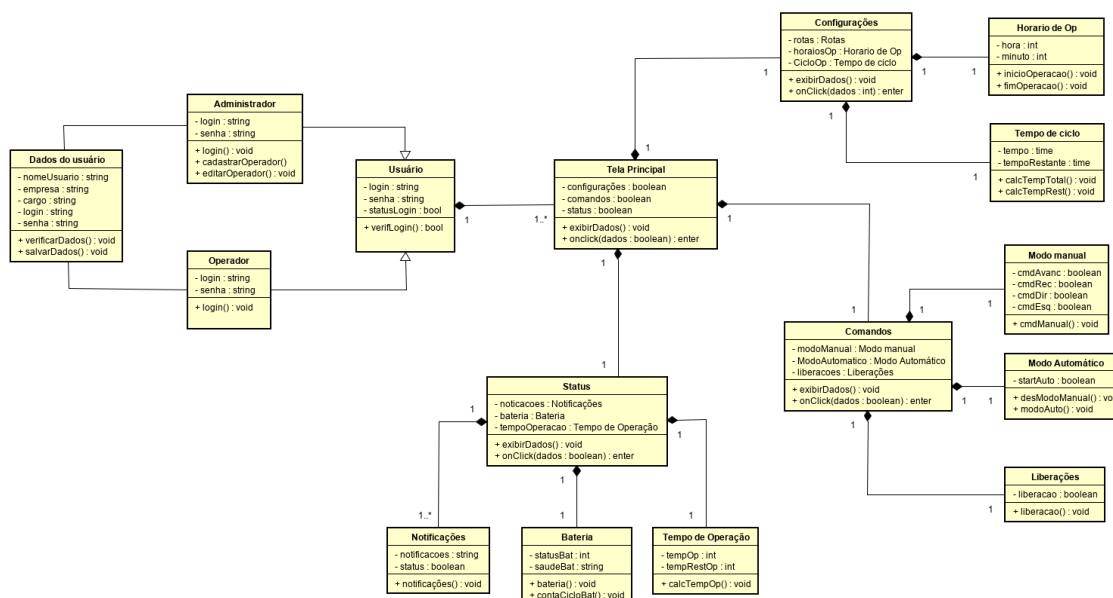 Configurações
- rotas : Rotas
- horaiosOp : Horario de Op
- CicloOp : Tempo de ciclo
+ exibirDados() : void
+ onClick(dados : int) : enter
1
1
1
1
1
1
Horario de Op
- hora : int
- minuto : int
+ inicioOperacao() : void
+ fimOperacao() : void
Tempo de ciclo
- tempo : time
- tempoRestante : time
+ calcTempTotal() : void
+ calcTempRest() : void
Administrador
- login : string
- senha : string
+ login() : void
+ cadastrarOperador()
+ editarOperador() : void
Dados do usuário
- nomeUsuario : string
- empresa : string
- cargo : string
- login : string
- senha : string
+ verificarDados() : void
+ salvarDados() : void
Usuário
- login : string
- senha : string
- statusLogin : bool
+ verifLogin() : bool
1
1..*
Tela Principal
- configurações : boolean
- comandos : boolean
- status : boolean
+ exibirDados() : void
+ onclick(dados : boolean) : enter
1
1
1
1
Operador
- login : string
- senha : string
+ login() : void
Modo manual
- cmdAvanc : boolean
- cmdRec : boolean
- cmdDir : boolean
- cmdEsq : boolean
+ cmdManual() : void
Comandos
- modoManual : Modo manual
- ModoAutomatico : Modo Automático
- liberacoes : Liberações
+ exibirDados() : void
+ onClick(dados : boolean) : enter
1
1
1
1
1
1
Modo Automático
- startAuto : boolean
+ desModoManual() : vo
+ modoAuto() : void
Liberações
- liberacao : boolean
+ liberacao() : void
Status
- noticacoes : Notificações
- bateria : Bateria
- tempoOperacao : Tempo de Operação
+ exibirDados() : void
+ onClick(dados : boolean) : enter
1
1
1
1..*
1
1
Notificações
- notificacoes : string
- status : boolean
+ notificações() : void
Bateria
- statusBat : int
- saudeBat : string
+ bateria() : void
+ contaCicloBat() : void
Tempo de Operação
- tempOp : int
- tempRestOp : int
+ calcTempOp() : void